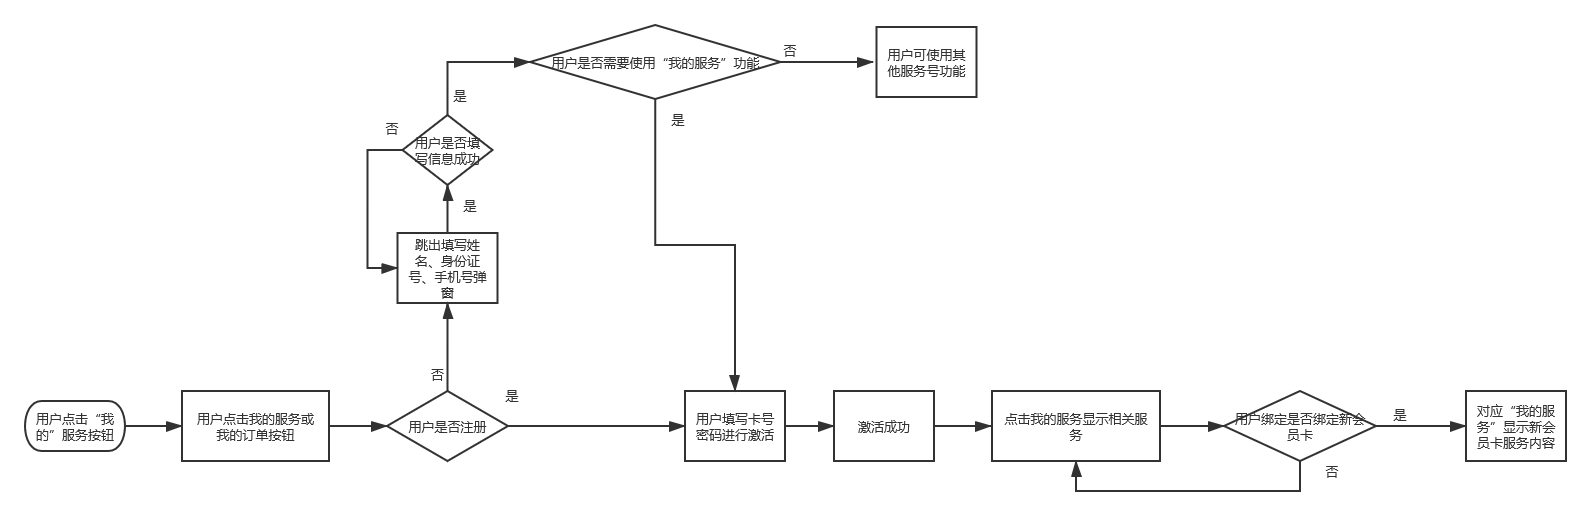 用户是否需要使用“我的服务”功能
否
用户可使用其
他服务号功能
是
是
否
用户是否填
写信息成功
是
跳出填写姓
名、身份证
号、手机号弹
窗
否
是
用户点击“我
的”服务按钮
用户点击我的服务或
我的订单按钮
用户是否注册
用户填写卡号
密码进行激活
激活成功
点击我的服务显示相关服
务
用户绑定是否绑定新会
员卡
是
否
对应“我的服
务”显示新会
员卡服务内容